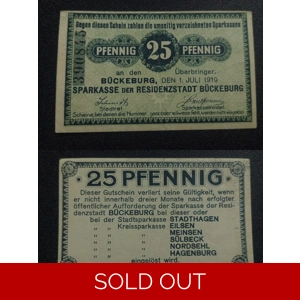 Gegen diesen Schein zahlen die umseitig verzeichneten Sparkassen
PFENNIG 25 PFENNIG
an den Überbringer.
BÜCKEBURG, DEN 1. JULI 1919
SPARKASSE DER RESIDENZSTADT BÜCKEBURG
25 PFENNIG
Dieser Gutschein verliert seine Gültigkeit, wenn
er nicht innerhalb dreier Monate nach erfolgter
öffentlicher Aufforderung der Sparkasse der Resi-
denzstadt BÜCKEBURG bei dieser oder
bei der Stadtsparkasse STADTHAGEN
" " Kreissparkasse EILSEN
" " " MEINSEN
" " " SÜLBECK
" " " NORDSEHL
" " " HAGENBURG
eingelöst wird.
SOLD OUT